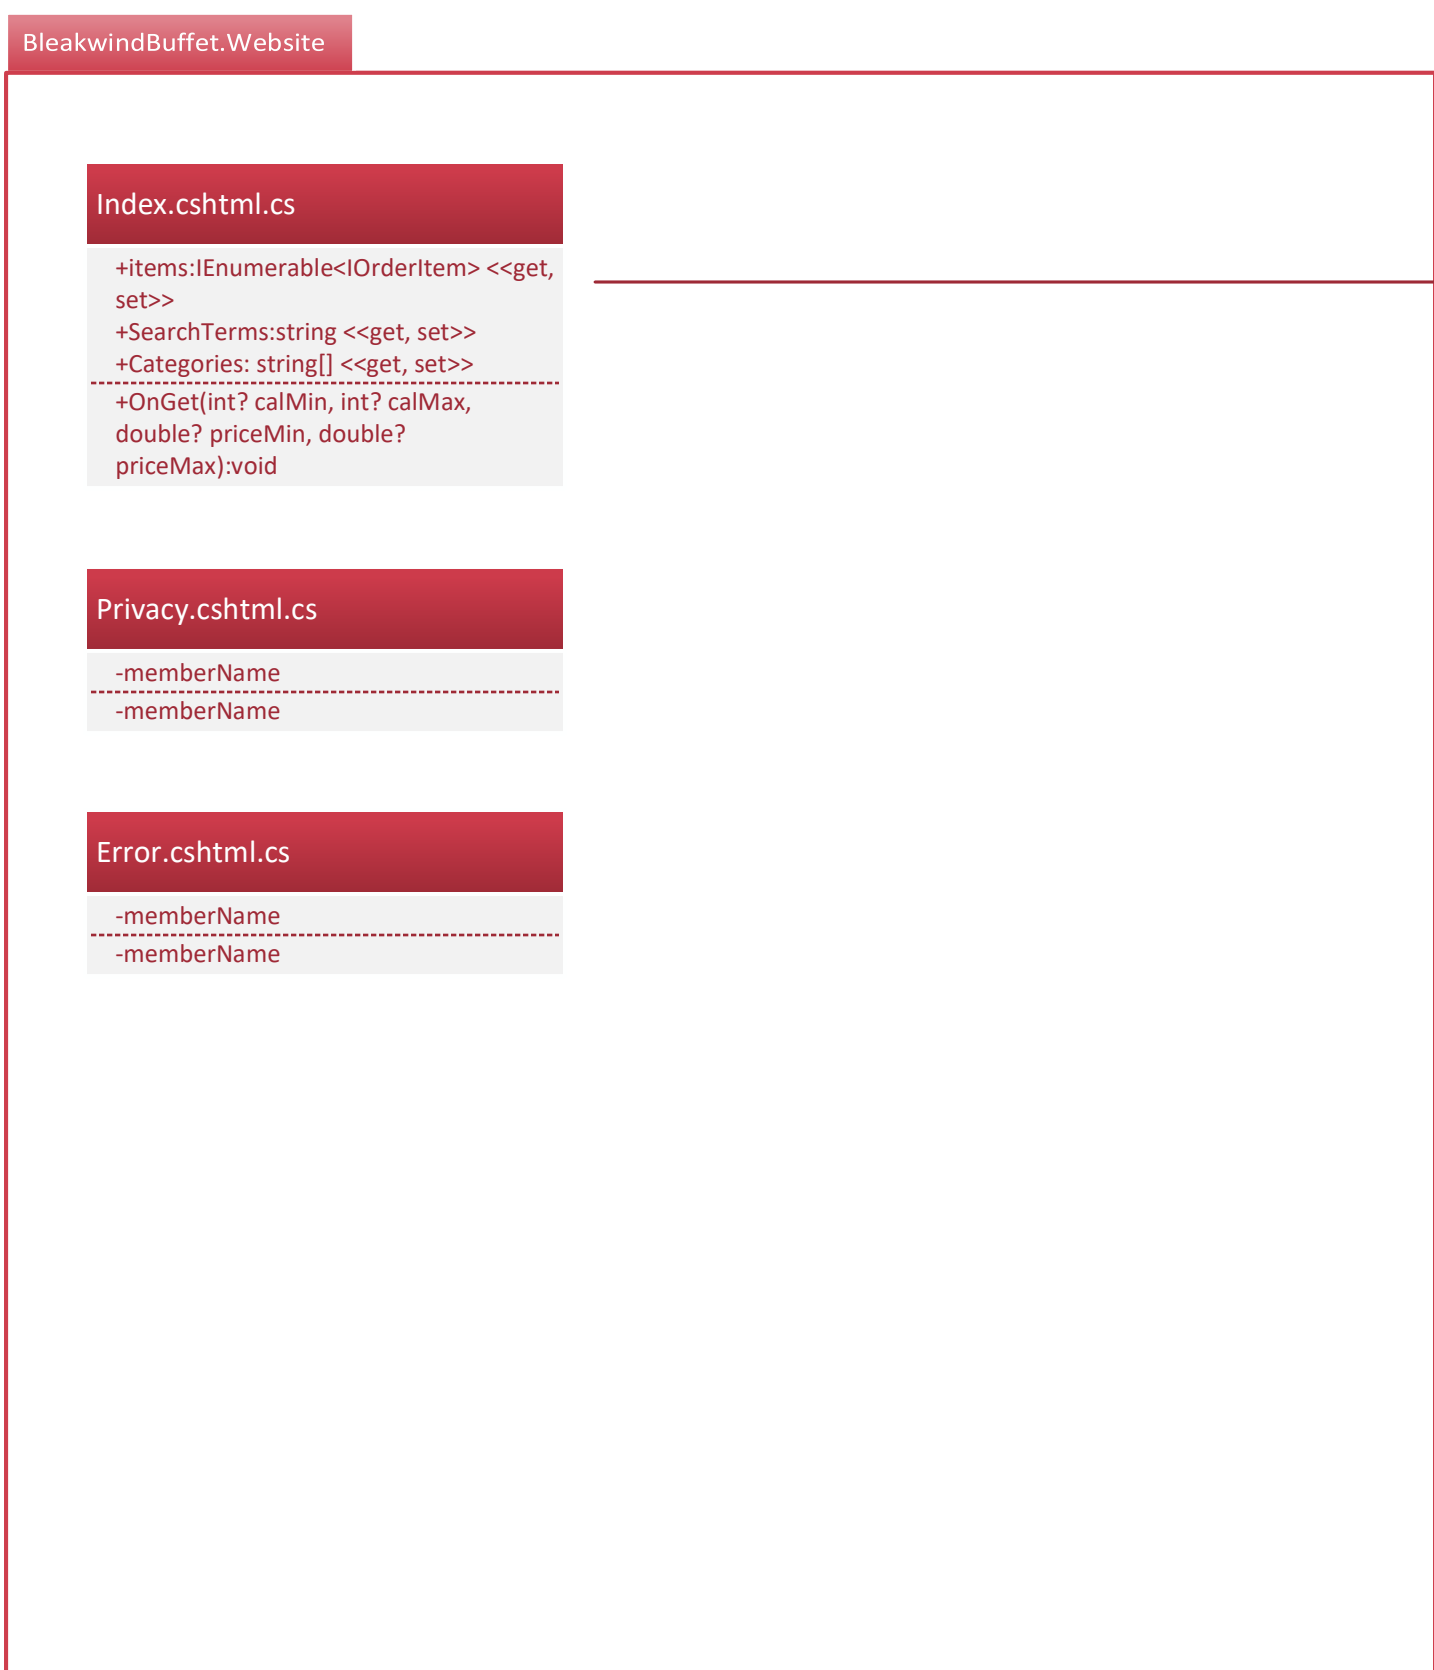 BleakwindBuffet.Website
Index.cshtml.cs
+items:IEnumerable<IOrderItem> <<get,
set>>
+SearchTerms:string <<get, set>>
+Categories: string[] <<get, set>>
+OnGet(int? calMin, int? calMax,
double? priceMin, double?
priceMax):void
Privacy.cshtml.cs
-memberName
-memberName
Error.cshtml.cs
-memberName
-memberName